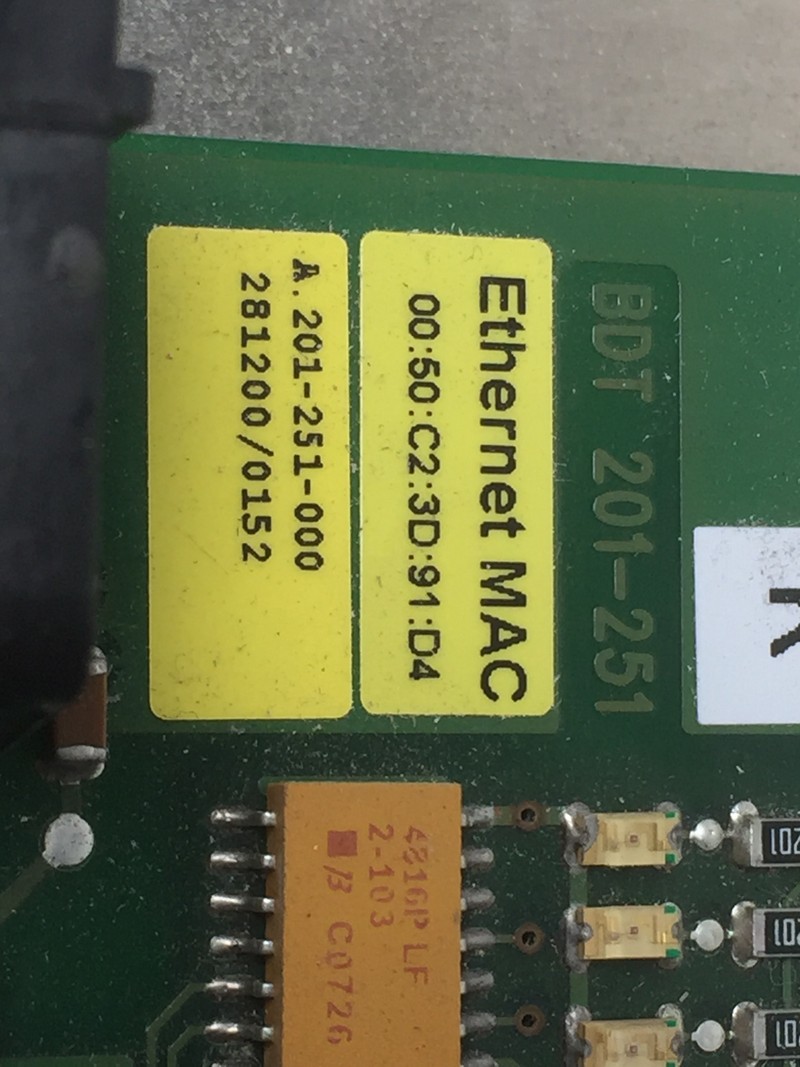 BDT 201-251
Ethernet MAC
00:50:C2:3D:91:D4
A.201-251-000
281200/0152
4816P LF
2-103
C0726